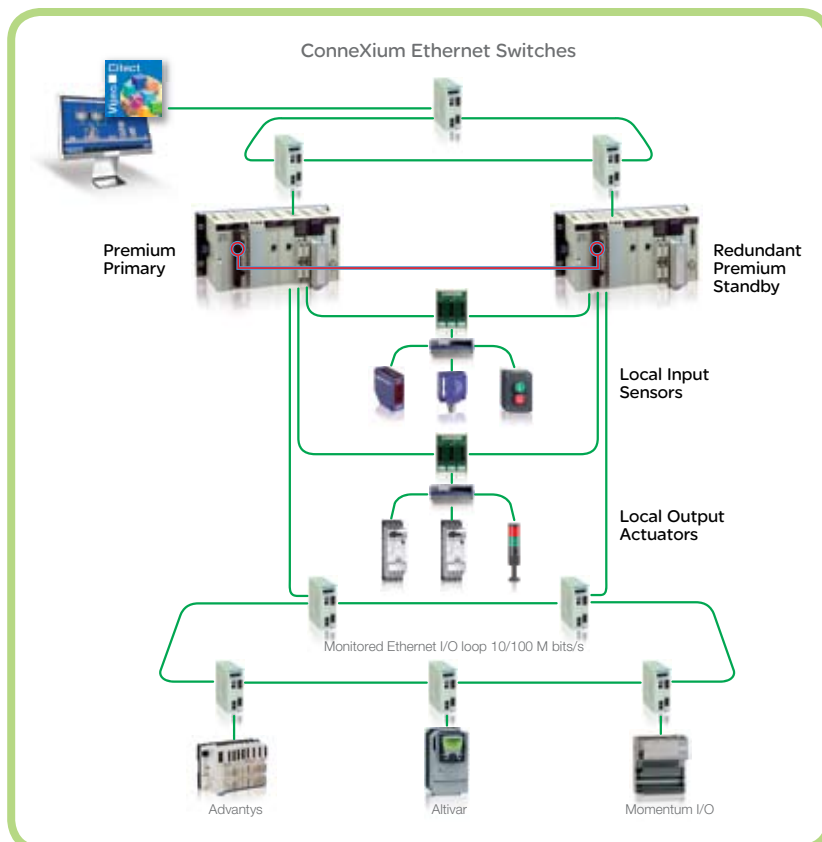 ConneXium Ethernet Switches
Vijeo
Citect
Premium
Primary
Redundant
Premium
Standby
Local Input
Sensors
Local Output
Actuators
Monitored Ethernet I/O loop 10/100 M bits/s
Advantys
Altivar
Momentum I/O